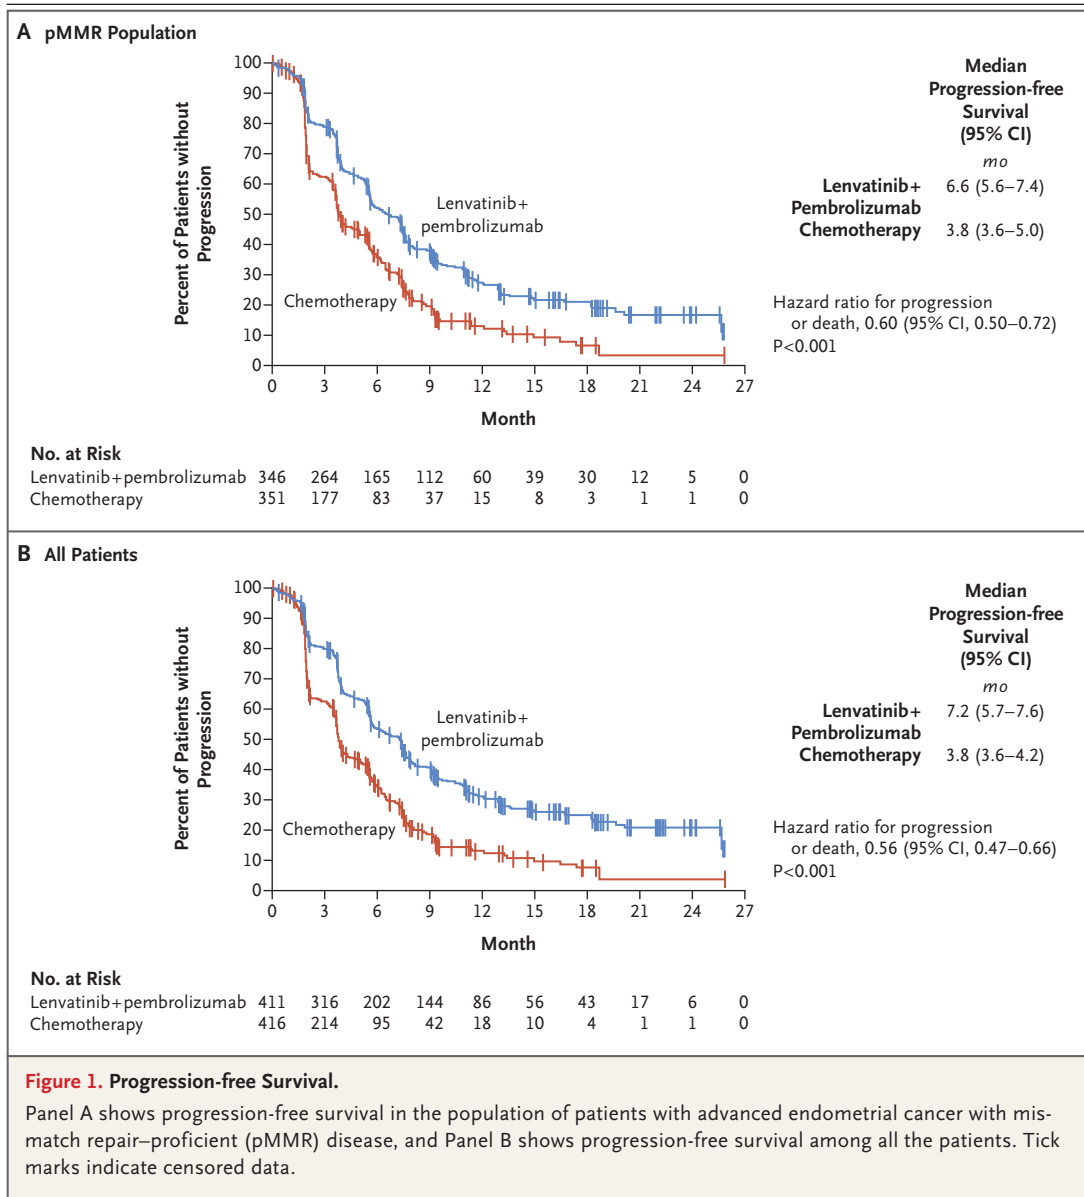 A pMMR Population
Percent of Patients without
Progression
100
90
80
70
60
50
40
30
20
10
0
0 3 6 9 12 15 18 21 24 27
Month
Lenvatinib+
pembrolizumab
Chemotherapy
Median
Progression-free
Survival
(95% CI)
mo
Lenvatinib+ 6.6 (5.6–7.4)
Pembrolizumab
Chemotherapy 3.8 (3.6–5.0)
Hazard ratio for progression
or death, 0.60 (95% CI, 0.50–0.72)
P<0.001
No. at Risk
Lenvatinib+pembrolizumab 346 264 165 112 60 39 30 12 5 0
Chemotherapy 351 177 83 37 15 8 3 1 1 0
B All Patients
Percent of Patients without
Progression
100
90
80
70
60
50
40
30
20
10
0
0 3 6 9 12 15 18 21 24 27
Month
Lenvatinib+
pembrolizumab
Chemotherapy
Median
Progression-free
Survival
(95% CI)
mo
Lenvatinib+ 7.2 (5.7–7.6)
Pembrolizumab
Chemotherapy 3.8 (3.6–4.2)
Hazard ratio for progression
or death, 0.56 (95% CI, 0.47–0.66)
P<0.001
No. at Risk
Lenvatinib+pembrolizumab 411 316 202 144 86 56 43 17 6 0
Chemotherapy 416 214 95 42 18 10 4 1 1 0
Figure 1. Progression-free Survival.
Panel A shows progression-free survival in the population of patients with advanced endometrial cancer with mis-
match repair–proficient (pMMR) disease, and Panel B shows progression-free survival among all the patients. Tick
marks indicate censored data.